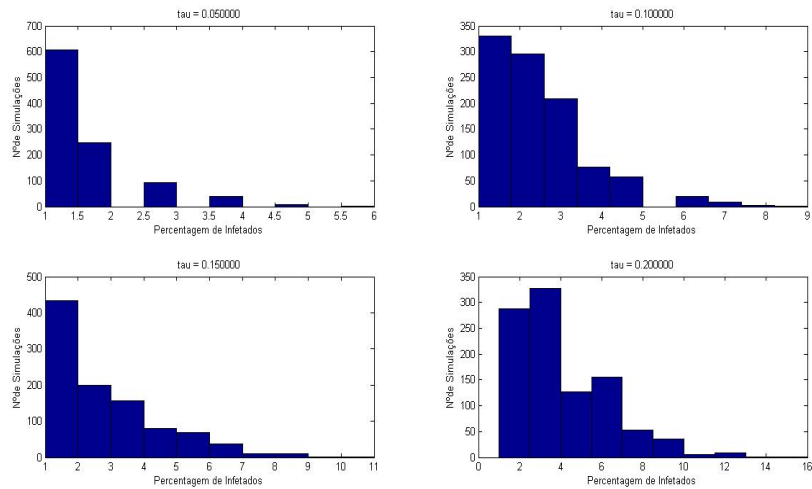 tau = 0.050000
700
600
500
400
300
200
100
0
1 1.5 2 2.5 3 3.5 4 4.5 5 5.5 6
Nºde Simulações
Percentagem de Infetados
tau = 0.100000
350
300
250
200
150
100
50
0
1 2 3 4 5 6 7 8 9
Nºde Simulações
Percentagem de Infetados
tau = 0.150000
500
400
300
200
100
0
1 2 3 4 5 6 7 8 9 10 11
Nºde Simulações
Percentagem de Infetados
tau = 0.200000
350
300
250
200
150
100
50
0
0 2 4 6 8 10 12 14 16
Nºde Simulações
Percentagem de Infetados